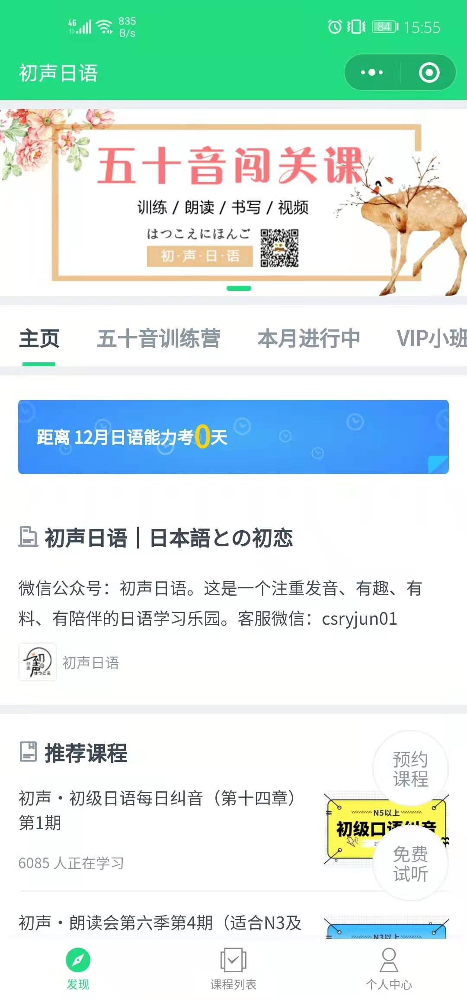 4G
835
B/s
84
15:55
初声日语
五十音闯关课
训练 / 朗读 / 书写 / 视频
はつこえにほんご
初·声·日·语
主页
五十音训练营
本月进行中
VIP小班
距离 12月日语能力考0天
初声日语｜日本語との初恋
微信公众号：初声日语。这是一个注重发音、有趣、有
料、有陪伴的日语学习乐园。客服微信：csryjun01
初声日语
推荐课程
预约
课程
初声・初级日语每日纠音（第十四章）
第1期
6085 人正在学习
N5以上
初级口语纠音
免费
试听
初声・朗读会第六季第4期（适合N3及
N3以上
发现
课程列表
个人中心